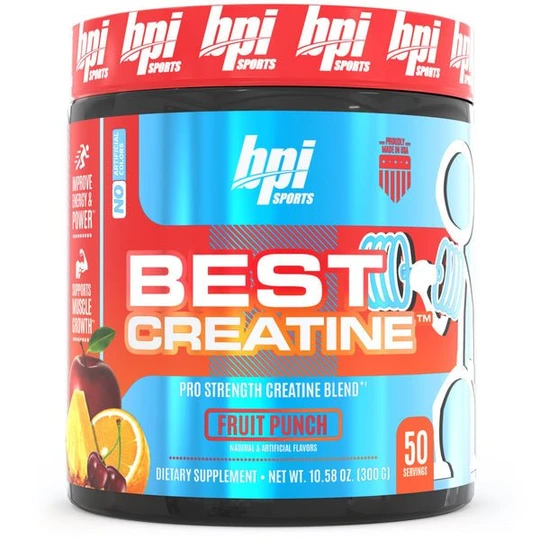 bpi SPORTS
bpi SPORTS
bpi SPORTS
bpi SPORTS
bpi SPORTS
bpi
bpi
SPORTS
PROUDLY
MADE IN USA
NO ARTIFICIAL COLORS
IMPROVE
ENERGY &
POWER
SUPPORTS
MUSCLE
GROWTH
BEST
CREATINE™
PRO STRENGTH CREATINE BLEND*†
FRUIT PUNCH
NATURAL & ARTIFICIAL FLAVORS
50
SERVINGS
DIETARY SUPPLEMENT • NET WT. 10.58 OZ. (300G)